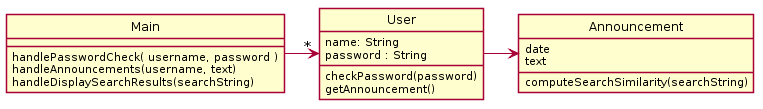 Main
handlePasswordCheck( username, password )
handleAnnouncements(username, text)
handleDisplaySearchResults(searchString)
*
User
name: String
password : String
checkPassword(password)
getAnnouncement()
Announcement
date
text
computeSearchSimilarity(searchString)